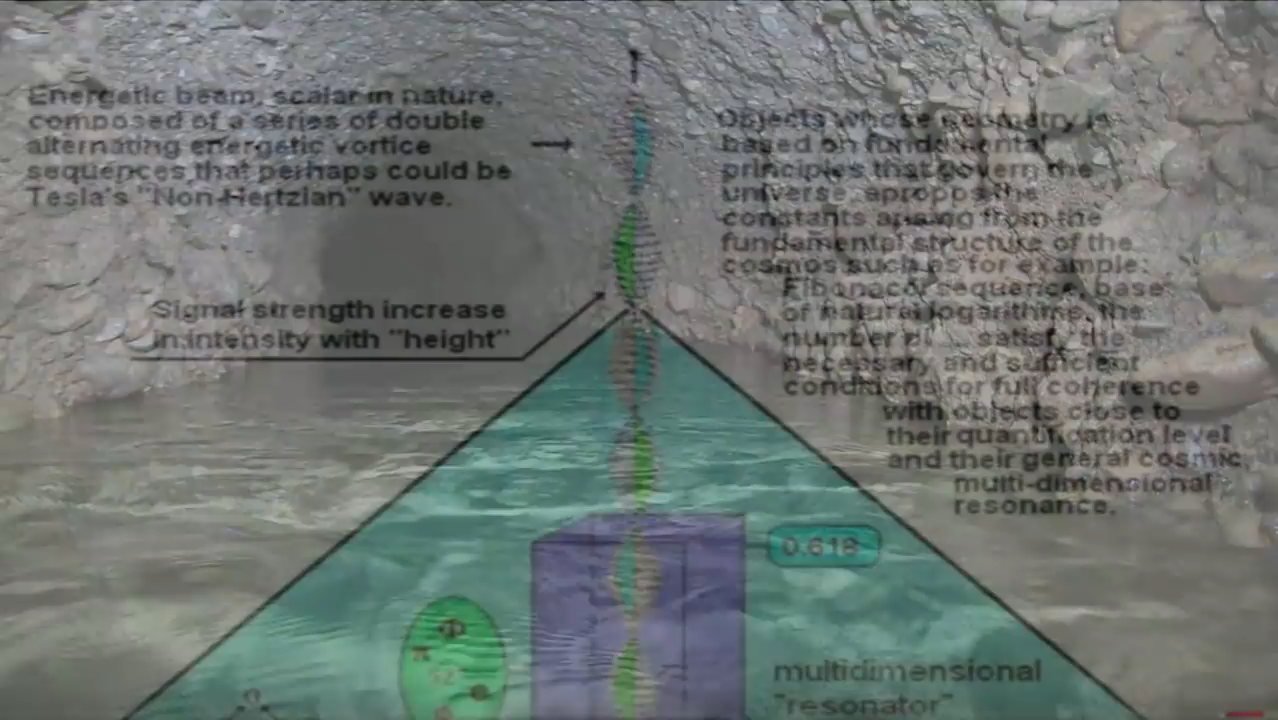 Energetic beam, scalar in nature,
composed of a series of double
alternating energetic vortice
sequences that perhaps could be
Tesla's "Non-Hertzian" wave.
Signal strength increase
in intensity with "height"
Objects whose geometry is
based on fundamental
principles that govern the
universe, apropos the
constants arising from the
fundamental structure of the
cosmos such as for example:
Fibonacci sequence, base
of natural logarithms, the
number pi ... satisfy the
necessary and sufficient
conditions for full coherence
with objects close to
their quantification level
and their general cosmic,
multi-dimensional
resonance.
0.618
Φ
π
e
multidimensional
"resonator"